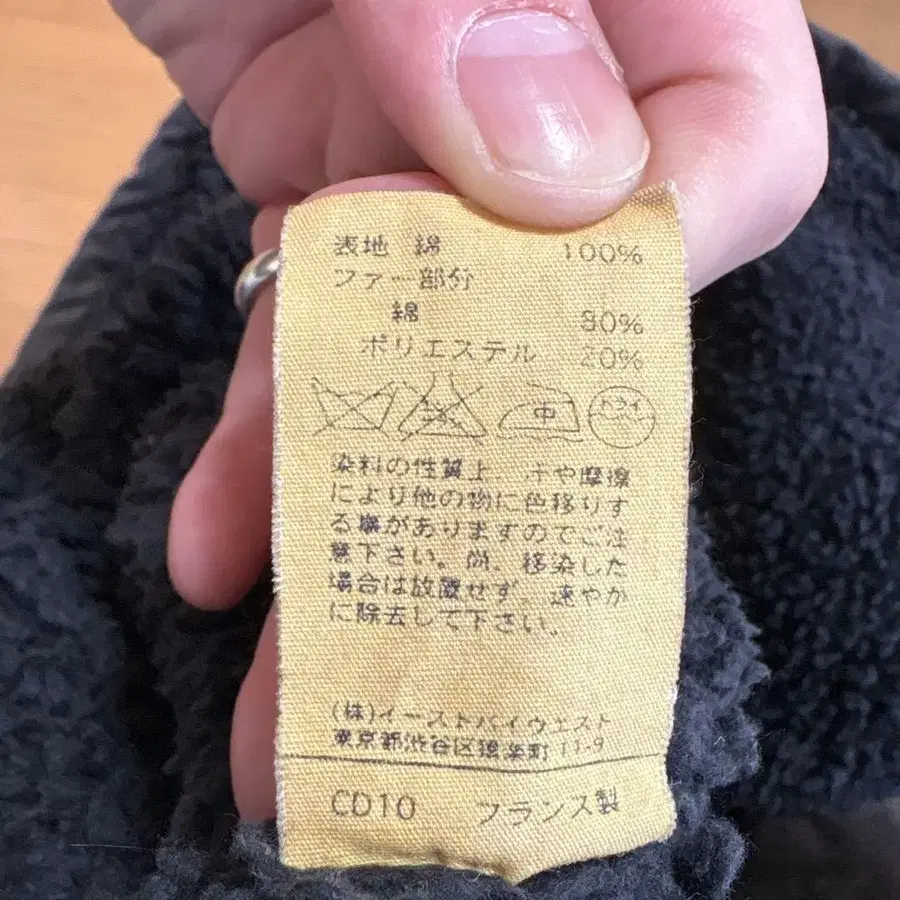 表地 綿 100%
ファー部分
綿 80%
ポリエステル 20%
中 ドライ
染料の性質上、汗や摩擦
により他の物に色移りす
る事がありますのでご注
意下さい。尚、移染した
場合は放置せず、速やか
に除去して下さい。
(株)イーストバイウエスト
東京都渋谷区猿楽町 11-9
CD10 フランス製